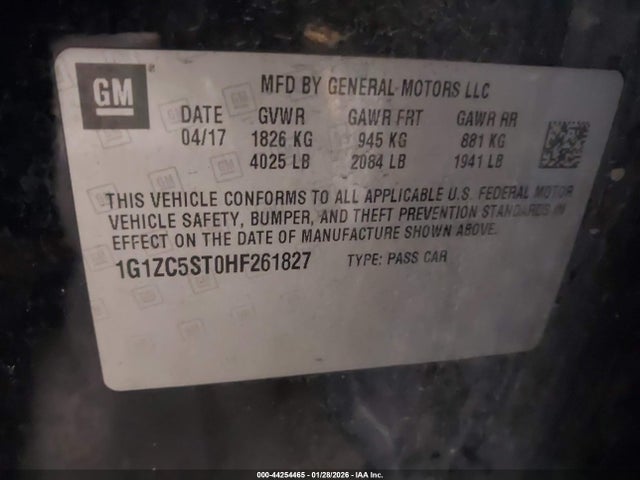 GM
MFD BY GENERAL MOTORS LLC
DATE GVWR GAWR FRT GAWR RR
04/17 1826 KG 945 KG 881 KG
4025 LB 2084 LB 1941 LB
THIS VEHICLE CONFORMS TO ALL APPLICABLE U.S. FEDERAL MOTOR
VEHICLE SAFETY, BUMPER, AND THEFT PREVENTION STANDARDS IN
EFFECT ON THE DATE OF MANUFACTURE SHOWN ABOVE.
1G1ZC5ST0HF261827 TYPE: PASS CAR
000-44254465 - 01/28/2026 - IAA Inc.